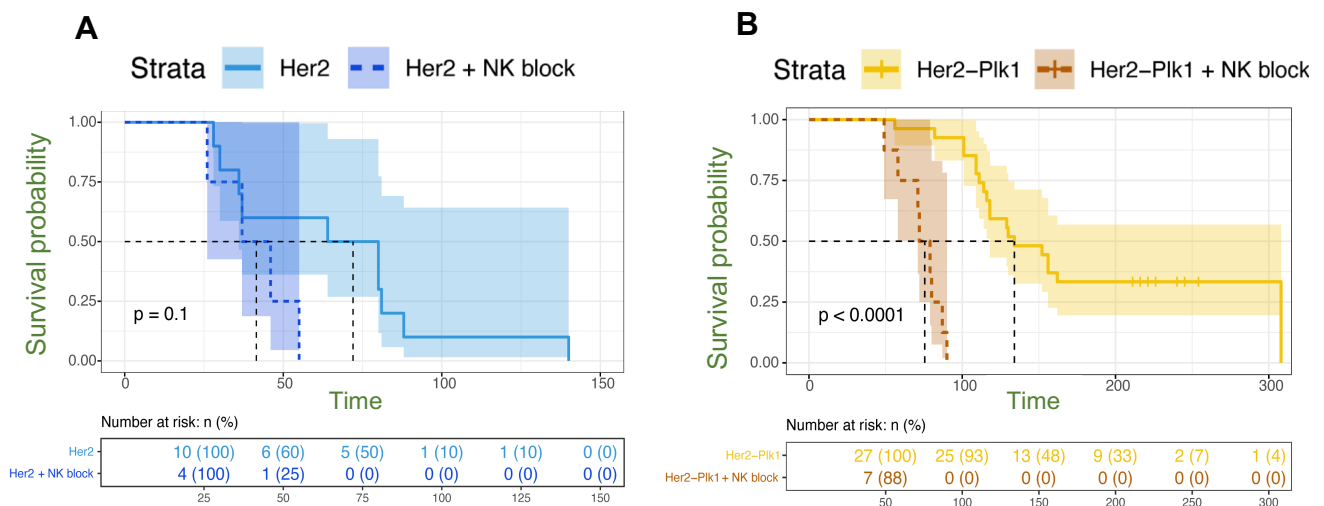 A
Strata Her2 Her2 + NK block
Survival probability
1.00
0.75
0.50
0.25
0.00
p = 0.1
0 50 100 150
Time
Number at risk: n (%)
Her2 10 (100) 6 (60) 5 (50) 1 (10) 1 (10) 0 (0)
Her2 + NK block 4 (100) 1 (25) 0 (0) 0 (0) 0 (0) 0 (0)
25 50 75 100 125 150
B
Strata Her2−Plk1 Her2−Plk1 + NK block
Survival probability
1.00
0.75
0.50
0.25
0.00
p < 0.0001
0 100 200 300
Time
Number at risk: n (%)
Her2−Plk1 27 (100) 25 (93) 13 (48) 9 (33) 2 (7) 1 (4)
Her2−Plk1 + NK block 7 (88) 0 (0) 0 (0) 0 (0) 0 (0) 0 (0)
50 100 150 200 250 300